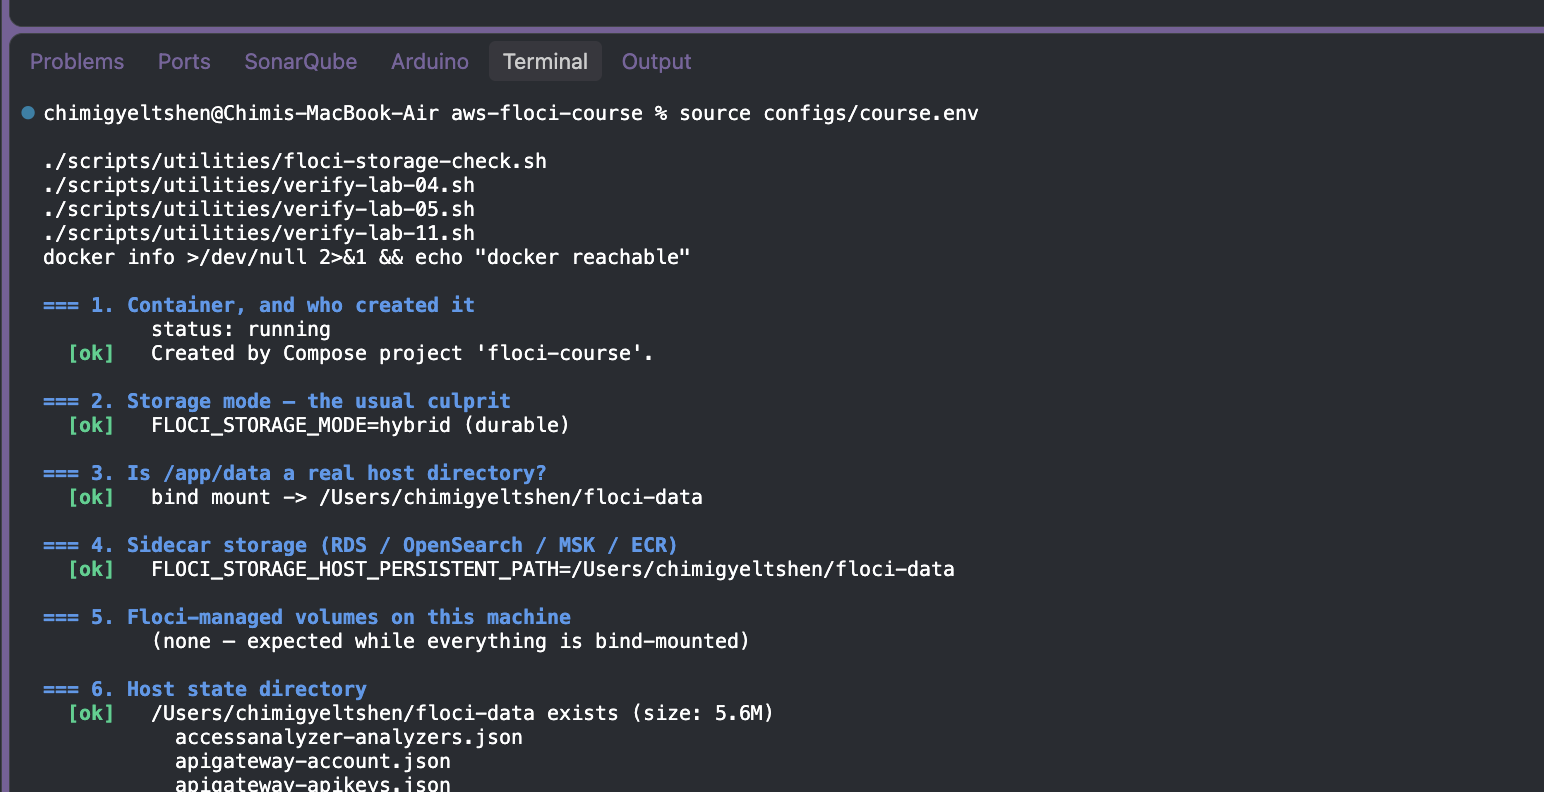 Problems Ports SonarQube Arduino Terminal Output
chimigyeltshen@Chimis-MacBook-Air aws-floci-course % source configs/course.env
./scripts/utilities/floci-storage-check.sh
./scripts/utilities/verify-lab-04.sh
./scripts/utilities/verify-lab-05.sh
./scripts/utilities/verify-lab-11.sh
docker info >/dev/null 2>&1 && echo "docker reachable"
=== 1. Container, and who created it
status: running
[ok] Created by Compose project 'floci-course'.
=== 2. Storage mode — the usual culprit
[ok] FLOCI_STORAGE_MODE=hybrid (durable)
=== 3. Is /app/data a real host directory?
[ok] bind mount -> /Users/chimigyeltshen/floci-data
=== 4. Sidecar storage (RDS / OpenSearch / MSK / ECR)
[ok] FLOCI_STORAGE_HOST_PERSISTENT_PATH=/Users/chimigyeltshen/floci-data
=== 5. Floci-managed volumes on this machine
(none — expected while everything is bind-mounted)
=== 6. Host state directory
[ok] /Users/chimigyeltshen/floci-data exists (size: 5.6M)
accessanalyzer-analyzers.json
apigateway-account.json
apigateway-apikeys.json